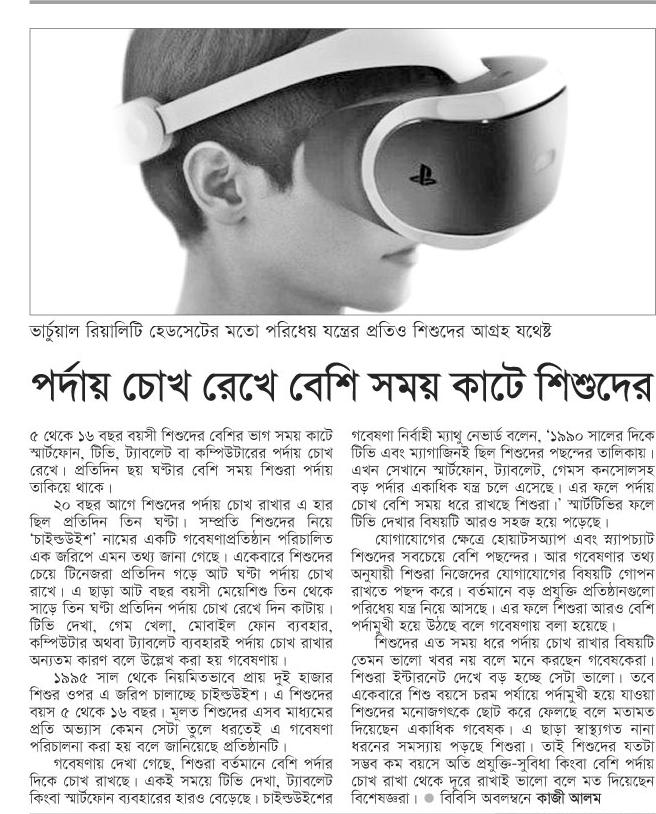 ভার্চুয়াল রিয়ালিটি হেডসেটের মতো পরিধেয় যন্ত্রের প্রতিও শিশুদের আগ্রহ যথেষ্ট
পর্দায় চোখ রেখে বেশি সময় কাটে শিশুদের
৫ থেকে ১৬ বছর বয়সী শিশুদের বেশির ভাগ সময় কাটে
স্মার্টফোন, টিভি, ট্যাবলেট বা কম্পিউটারের পর্দায় চোখ
রেখে। প্রতিদিন ছয় ঘণ্টার বেশি সময় শিশুরা পর্দায়
তাকিয়ে থাকে।
২০ বছর আগে শিশুদের পর্দায় চোখ রাখার এ হার
ছিল প্রতিদিন তিন ঘণ্টা। সম্প্রতি শিশুদের নিয়ে
‘চাইল্ডউইশ’ নামের একটি গবেষণাপ্রতিষ্ঠান পরিচালিত
এক জরিপে এমন তথ্য জানা গেছে। একেবারে শিশুদের
চেয়ে টিনেজরা প্রতিদিন গড়ে আট ঘণ্টা পর্দায় চোখ
রাখে। এ ছাড়া আট বছর বয়সী মেয়েশিশু তিন থেকে
সাড়ে তিন ঘণ্টা প্রতিদিন পর্দায় চোখ রেখে দিন কাটায়।
টিভি দেখা, গেম খেলা, মোবাইল ফোন ব্যবহার,
কম্পিউটার অথবা ট্যাবলেট ব্যবহারই পর্দায় চোখ রাখার
অন্যতম কারণ বলে উল্লেখ করা হয় গবেষণায়।
১৯৯৫ সাল থেকে নিয়মিতভাবে প্রায় দুই হাজার
শিশুর ওপর এ জরিপ চালাচ্ছে চাইল্ডউইশ। এ শিশুদের
বয়স ৫ থেকে ১৬ বছর। মূলত শিশুদের এসব মাধ্যমের
প্রতি অভ্যাস কেমন সেটা তুলে ধরতেই এ গবেষণা
পরিচালনা করা হয় বলে জানিয়েছে প্রতিষ্ঠানটি।
গবেষণায় দেখা গেছে, শিশুরা বর্তমানে বেশি পর্দার
দিকে চোখ রাখছে। একই সময়ে টিভি দেখা, ট্যাবলেট
কিংবা স্মার্টফোন ব্যবহারের হারও বেড়েছে। চাইল্ডউইশের
গবেষণা নির্বাহী ম্যাথু নেভার্ড বলেন, ‘১৯৯০ সালের দিকে
টিভি এবং ম্যাগাজিনই ছিল শিশুদের পছন্দের তালিকায়।
এখন সেখানে স্মার্টফোন, ট্যাবলেট, গেমস কনসোলসহ
বড় পর্দার একাধিক যন্ত্র চলে এসেছে। এর ফলে পর্দায়
চোখ বেশি সময় ধরে রাখছে শিশুরা।’ স্মার্টটিভির ফলে
টিভি দেখার বিষয়টি আরও সহজ হয়ে পড়েছে।
যোগাযোগের ক্ষেত্রে হোয়াটসঅ্যাপ এবং স্ন্যাপচ্যাট
শিশুদের সবচেয়ে বেশি পছন্দের। আর গবেষণার তথ্য
অনুযায়ী শিশুরা নিজেদের যোগাযোগের বিষয়টি গোপন
রাখতে পছন্দ করে। বর্তমানে বড় প্রযুক্তি প্রতিষ্ঠানগুলো
পরিধেয় যন্ত্র নিয়ে আসছে। এর ফলে শিশুরা আরও বেশি
পর্দামুখী হয়ে উঠছে বলে গবেষণায় বলা হয়েছে।
শিশুদের এত সময় ধরে পর্দায় চোখ রাখার বিষয়টি
তেমন ভালো খবর নয় বলে মনে করছেন গবেষকেরা।
শিশুরা ইন্টারনেট দেখে বড় হচ্ছে সেটা ভালো। তবে
একেবারে শিশু বয়সে চরম পর্যায়ে পর্দামুখী হয়ে যাওয়া
শিশুদের মনোজগৎকে ছোট করে ফেলছে বলে মতামত
দিয়েছেন একাধিক গবেষক। এ ছাড়া স্বাস্থ্যগত নানা
ধরনের সমস্যায় পড়ছে শিশুরা। তাই শিশুদের যতটা
সম্ভব কম বয়সে অতি প্রযুক্তি-সুবিধা কিংবা বেশি পর্দায়
চোখ রাখা থেকে দূরে রাখাই ভালো বলে মত দিয়েছেন
বিশেষজ্ঞরা। ● বিবিসি অবলম্বনে কাজী আলম